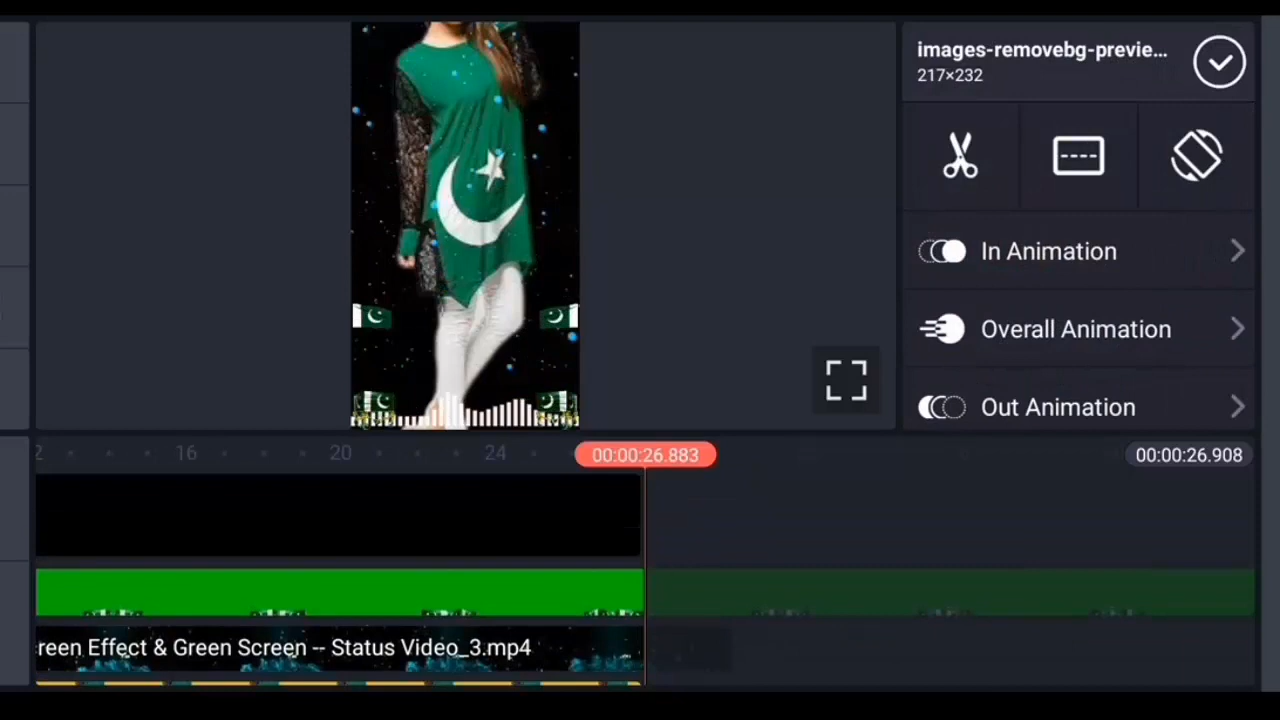 images-removebg-previe...
217×232
In Animation
Overall Animation
Out Animation
2 16 20 24 00:00:26.883 00:00:26.908
reen Effect & Green Screen -- Status Video_3.mp4